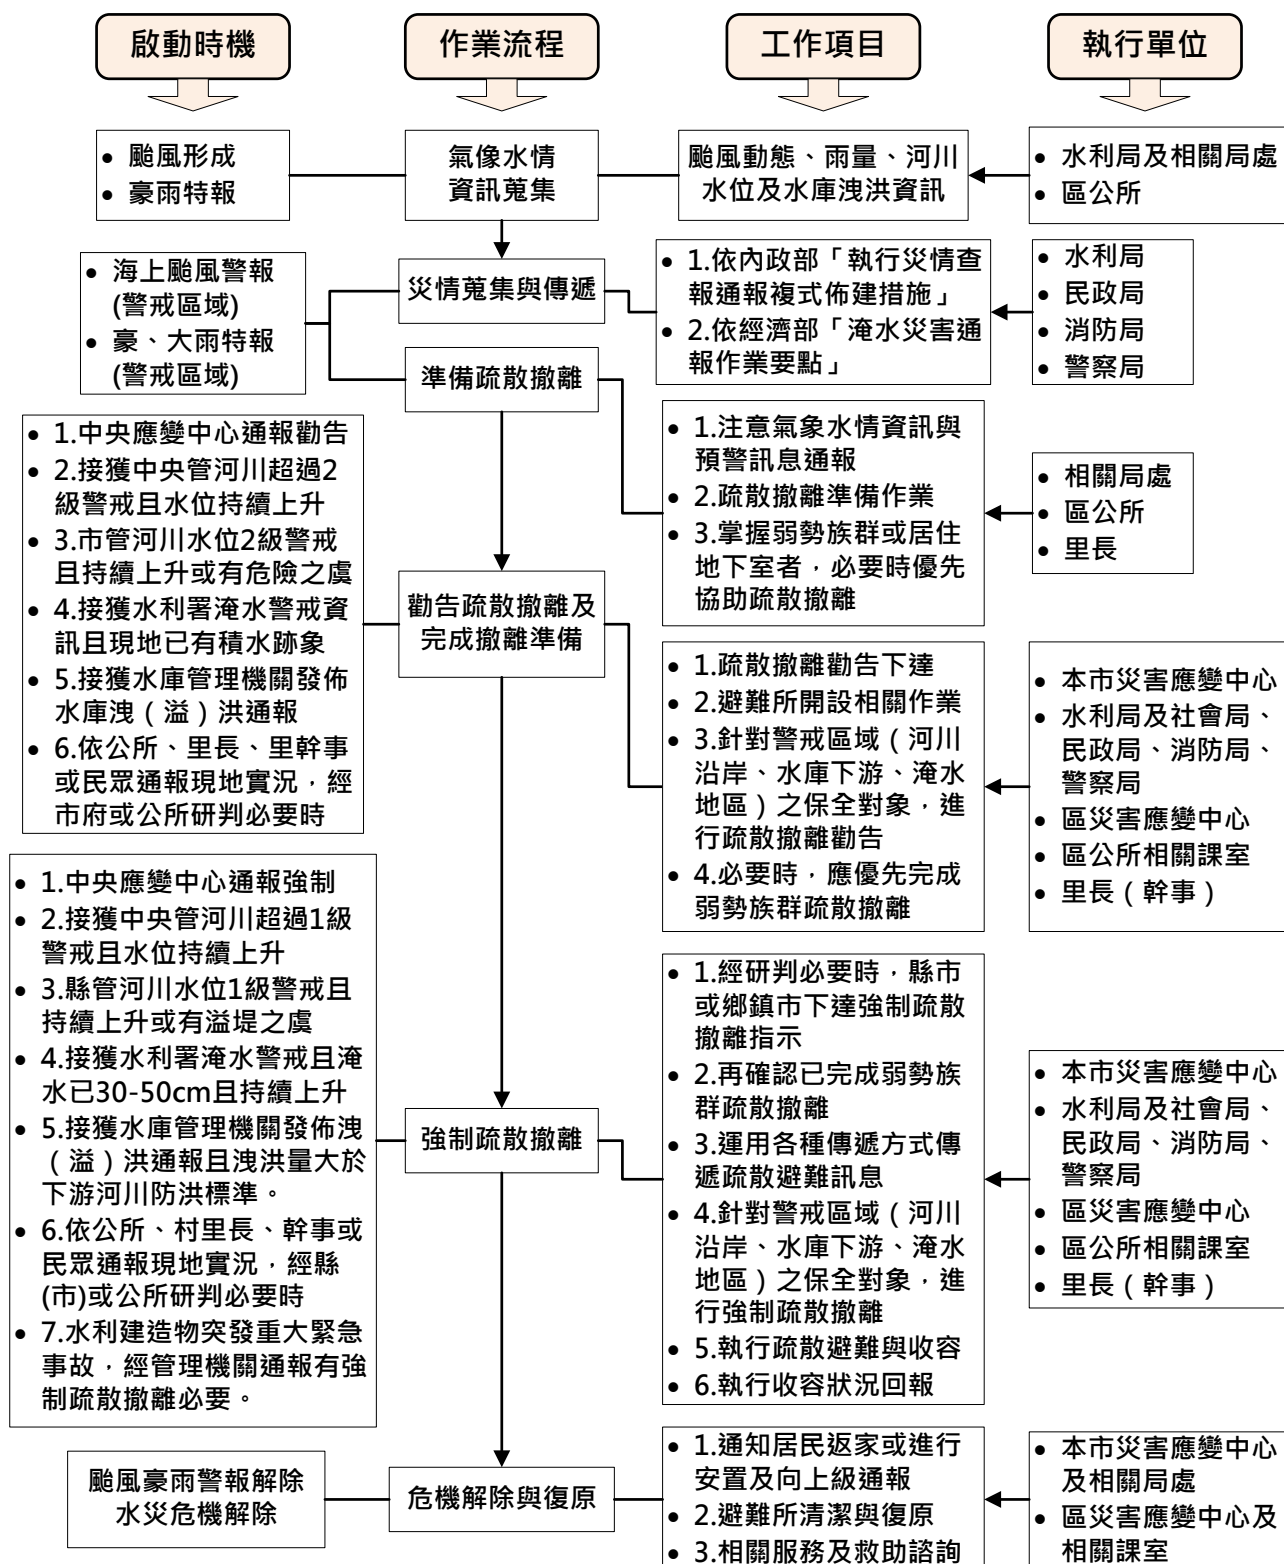 啟動時機
作業流程
工作項目
執行單位
• 颱風形成
• 豪雨特報
氣像水情
資訊蒐集
颱風動態、雨量、河川
水位及水庫洩洪資訊
• 水利局及相關局處
• 區公所
• 海上颱風警報
(警戒區域)
• 豪、大雨特報
(警戒區域)
災情蒐集與傳遞
• 1.依內政部「執行災情查
報通報複式佈建措施」
• 2.依經濟部「淹水災害通
報作業要點」
• 水利局
• 民政局
• 消防局
• 警察局
準備疏散撤離
• 1.注意氣象水情資訊與
預警訊息通報
• 2.疏散撤離準備作業
• 3.掌握弱勢族群或居住
地下室者，必要時優先
協助疏散撤離
• 相關局處
• 區公所
• 里長
• 1.中央應變中心通報勸告
• 2.接獲中央管河川超過2
級警戒且水位持續上升
• 3.市管河川水位2級警戒
且持續上升或有危險之虞
• 4.接獲水利署淹水警戒資
訊且現地已有積水跡象
• 5.接獲水庫管理機關發佈
水庫洩（溢）洪通報
• 6.依公所、里長、里幹事
或民眾通報現地實況，經
市府或公所研判必要時
勸告疏散撤離及
完成撤離準備
• 1.疏散撤離勸告下達
• 2.避難所開設相關作業
• 3.針對警戒區域（河川
沿岸、水庫下游、淹水
地區）之保全對象，進
行疏散撤離勸告
• 4.必要時，應優先完成
弱勢族群疏散撤離
• 本市災害應變中心
• 水利局及社會局、
民政局、消防局、
警察局
• 區災害應變中心
• 區公所相關課室
• 里長（幹事）
• 1.中央應變中心通報強制
• 2.接獲中央管河川超過1級
警戒且水位持續上升
• 3.縣管河川水位1級警戒且
持續上升或有溢堤之虞
• 4.接獲水利署淹水警戒且淹
水已30-50cm且持續上升
• 5.接獲水庫管理機關發佈洩
（溢）洪通報且洩洪量大於
下游河川防洪標準。
• 6.依公所、村里長、幹事或
民眾通報現地實況，經縣
(市)或公所研判必要時
• 7.水利建造物突發重大緊急
事故，經管理機關通報有強
制疏散撤離必要。
強制疏散撤離
• 1.經研判必要時，縣市
或鄉鎮市下達強制疏散
撤離指示
• 2.再確認已完成弱勢族
群疏散撤離
• 3.運用各種傳遞方式傳
遞疏散避難訊息
• 4.針對警戒區域（河川
沿岸、水庫下游、淹水
地區）之保全對象，進
行強制疏散撤離
• 5.執行疏散避難與收容
• 6.執行收容狀況回報
• 本市災害應變中心
• 水利局及社會局、
民政局、消防局、
警察局
• 區災害應變中心
• 區公所相關課室
• 里長（幹事）
颱風豪雨警報解除
水災危機解除
危機解除與復原
• 1.通知居民返家或進行
安置及向上級通報
• 2.避難所清潔與復原
• 3.相關服務及救助諮詢
• 本市災害應變中心
及相關局處
• 區災害應變中心及
相關課室